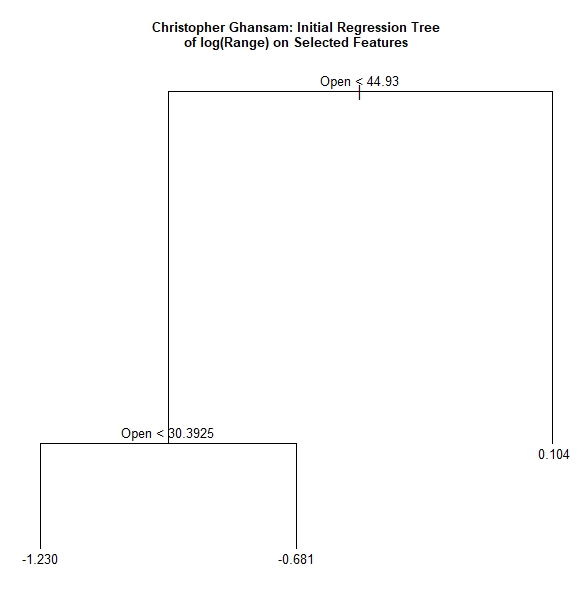 Christopher Ghansam: Initial Regression Tree
of log(Range) on Selected Features
Open < 44.93
Open < 30.3925
0.104
-1.230
-0.681